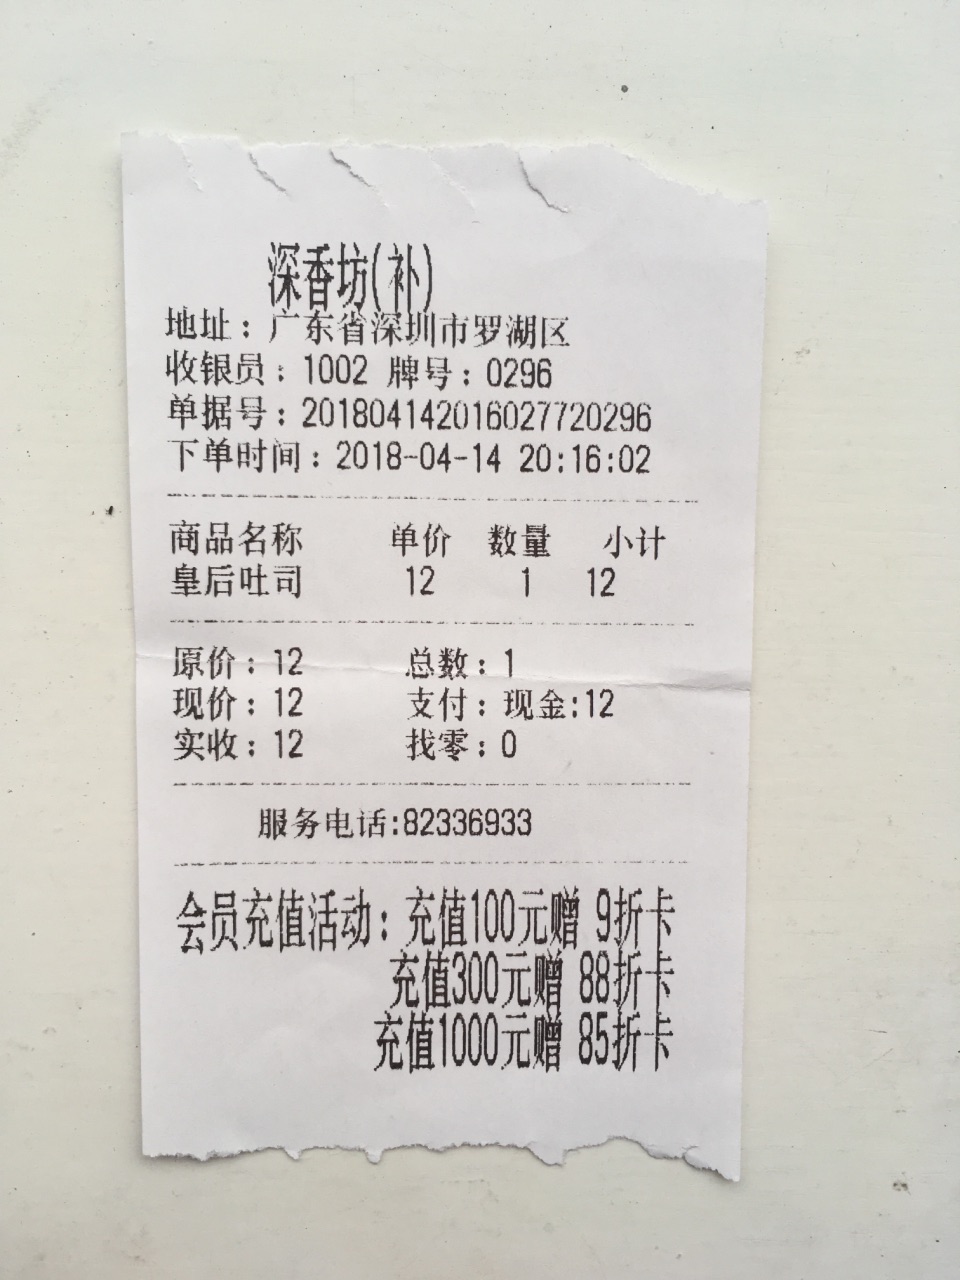 深香坊(补)
地址：广东省深圳市罗湖区
收银员：1002 牌号：0296
单据号：201804142016027720296
下单时间：2018-04-14 20:16:02
商品名称 单价 数量 小计
皇后吐司 12 1 12
原价：12 总数：1
现价：12 支付：现金:12
实收：12 找零：0
服务电话:82336933
会员充值活动：充值100元赠 9折卡
充值300元赠 88折卡
充值1000元赠 85折卡